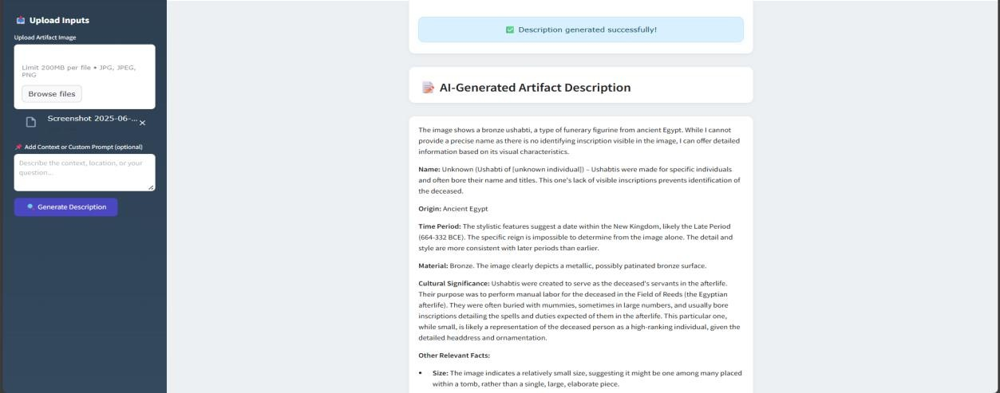 Upload Inputs
Upload Artifact Image
Limit 200MB per file • JPG, JPEG,
PNG
Browse files
Screenshot 2025-06-...
Add Context or Custom Prompt (optional)
Describe the context, location, or your
question...
Generate Description
Description generated successfully!
AI-Generated Artifact Description
The image shows a bronze ushabti, a type of funerary figurine from ancient Egypt. While I cannot
provide a precise name as there is no identifying inscription visible in the image, I can offer detailed
information based on its visual characteristics.
Name: Unknown (Ushabti of [unknown individual]) – Ushabtis were made for specific individuals
and often bore their name and titles. This one's lack of visible inscriptions prevents identification of
the deceased.
Origin: Ancient Egypt
Time Period: The stylistic features suggest a date within the New Kingdom, likely the Late Period
(664-332 BCE). The specific reign is impossible to determine from the image alone. The detail and
style are more consistent with later periods than earlier.
Material: Bronze. The image clearly depicts a metallic, possibly patinated bronze surface.
Cultural Significance: Ushabtis were created to serve as the deceased's servants in the afterlife.
Their purpose was to perform manual labor for the deceased in the Field of Reeds (the Egyptian
afterlife). They were often buried with mummies, sometimes in large numbers, and usually bore
inscriptions detailing the spells and duties expected of them in the afterlife. This particular one,
while small, is likely a representation of the deceased person as a high-ranking individual, given the
detailed headdress and ornamentation.
Other Relevant Facts:
• Size: The image indicates a relatively small size, suggesting it might be one among many placed
within a tomb, rather than a single, large, elaborate piece.